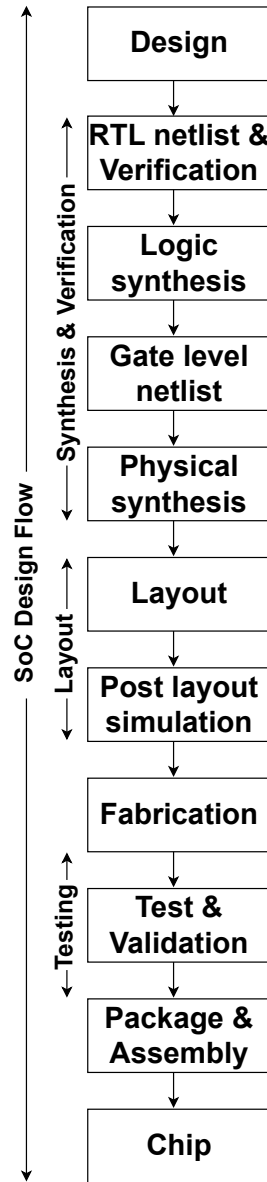 Design
RTL netlist &
Verification
Logic
synthesis
Gate level
netlist
Physical
synthesis
Layout
Post layout
simulation
Fabrication
Test &
Validation
Package &
Assembly
Chip
SoC Design Flow
Synthesis & Verification
Layout
Testing